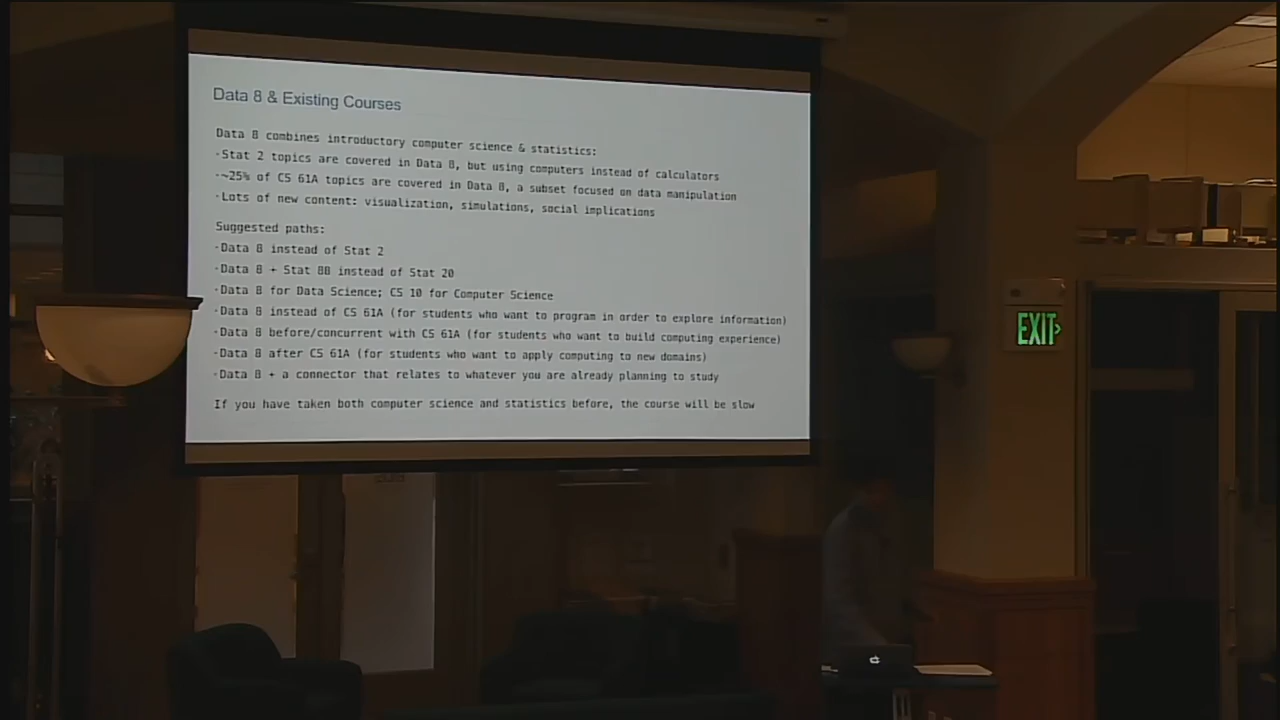 Data 8 & Existing Courses
Data 8 combines introductory computer science & statistics:
·Stat 2 topics are covered in Data 8, but using computers instead of calculators
·~25% of CS 61A topics are covered in Data 8, a subset focused on data manipulation
·Lots of new content: visualization, simulations, social implications
Suggested paths:
·Data 8 instead of Stat 2
·Data 8 + Stat 88 instead of Stat 20
·Data 8 for Data Science; CS 10 for Computer Science
·Data 8 instead of CS 61A (for students who want to program in order to explore information)
·Data 8 before/concurrent with CS 61A (for students who want to build computing experience)
·Data 8 after CS 61A (for students who want to apply computing to new domains)
·Data 8 + a connector that relates to whatever you are already planning to study
If you have taken both computer science and statistics before, the course will be slow
EXIT